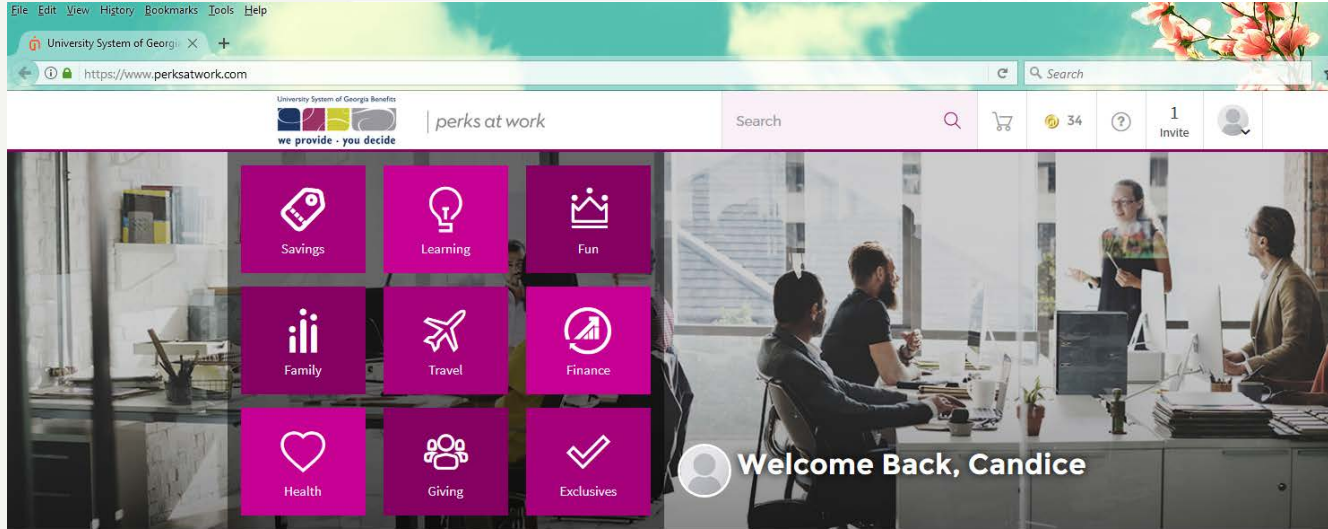 File Edit View History Bookmarks Tools Help
University System of Georgi
https://www.perksatwork.com
Search
University System of Georgia Benefits
we provide - you decide
perks at work
Search
34
?
1
Invite
Savings
Learning
Fun
Family
Travel
Finance
Health
Giving
Exclusives
Welcome Back, Candice